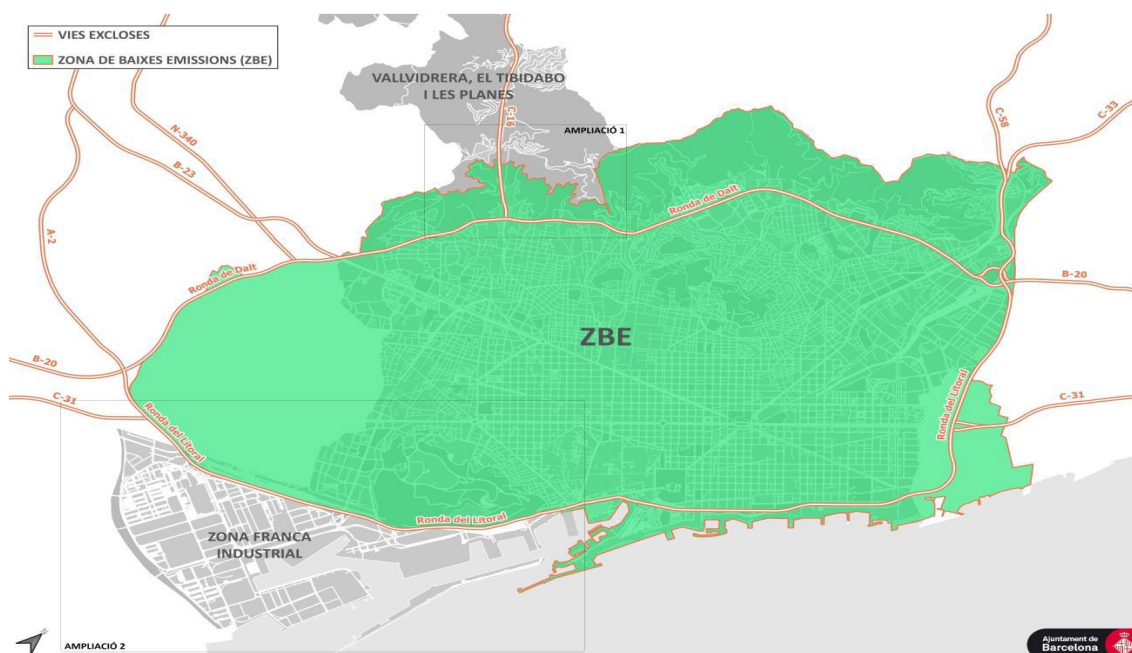 VIES EXCLOSES
ZONA DE BAIXES EMISSIONS (ZBE)
VALLVIDRERA, EL TIBIDABO
I LES PLANES
C-16
AMPLIACIÓ 1
C-58
C-33
N-340
B-23
A-2
Ronda de Dalt
Ronda de Dalt
B-20
ZBE
B-20
C-31
Ronda del Litoral
Ronda del Litoral
C-31
Ronda del Litoral
ZONA FRANCA
INDUSTRIAL
N
AMPLIACIÓ 2
Ajuntament de
Barcelona